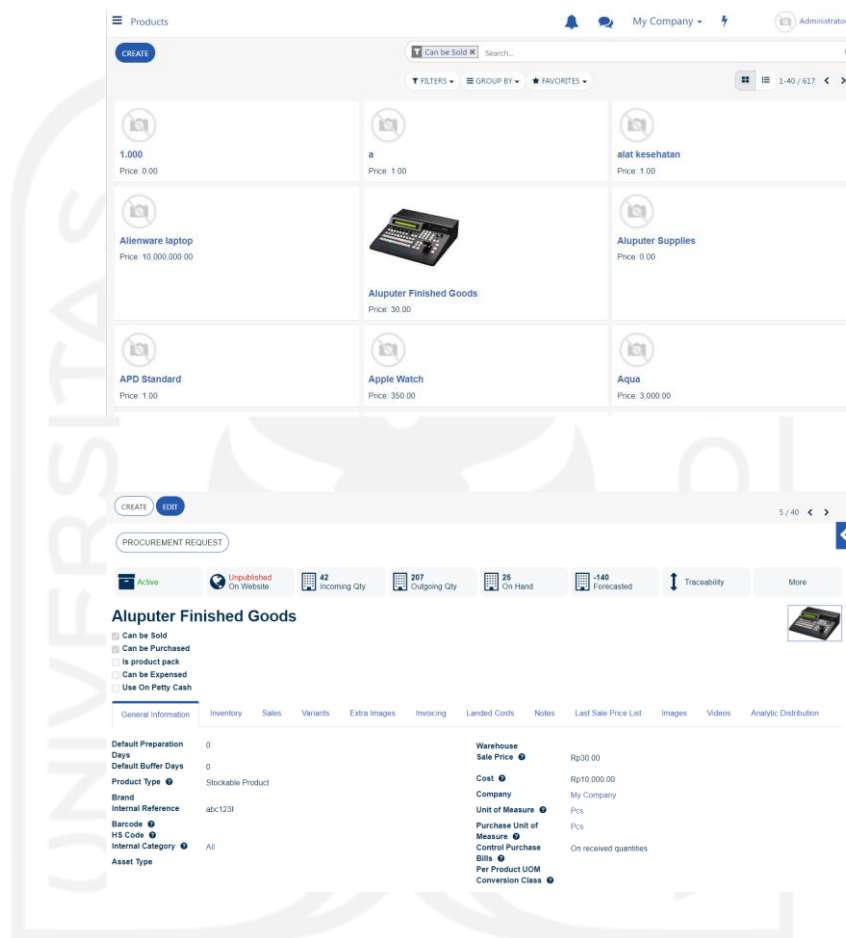 Products
My Company
Administrator
CREATE
Can be Sold ✖ Search...
FILTERS GROUP BY FAVORITES
1-40 / 617
1.000
Price: 0.00
a
Price: 1.00
alat kesehatan
Price: 1.00
Alienware laptop
Price: 10,000,000.00
Aluputer Finished Goods
Price: 30.00
Aluputer Supplies
Price: 0.00
APD Standard
Price: 1.00
Apple Watch
Price: 350.00
Aqua
Price: 3,000.00
CREATE EDIT
5 / 40
PROCUREMENT REQUEST
Active
Unpublished
On Website
42
Incoming Qty
207
Outgoing Qty
25
On Hand
-140
Forecasted
Traceability
More
Aluputer Finished Goods
Can be Sold
Can be Purchased
Is product pack
Can be Expensed
Use On Petty Cash
General Information Inventory Sales Variants Extra Images Invoicing Landed Costs Notes Last Sale Price List Images Videos Analytic Distribution
Default Preparation
Days
0
Default Buffer Days 0
Product Type Stockable Product
Brand
Internal Reference abc123!
Barcode
HS Code
Internal Category All
Asset Type
Warehouse
Sale Price Rp30.00
Cost Rp10,000.00
Company My Company
Unit of Measure Pcs
Purchase Unit of
Measure
Pcs
Control Purchase
Bills
On received quantities
Per Product UOM
Conversion Class
UNIVERSITAS